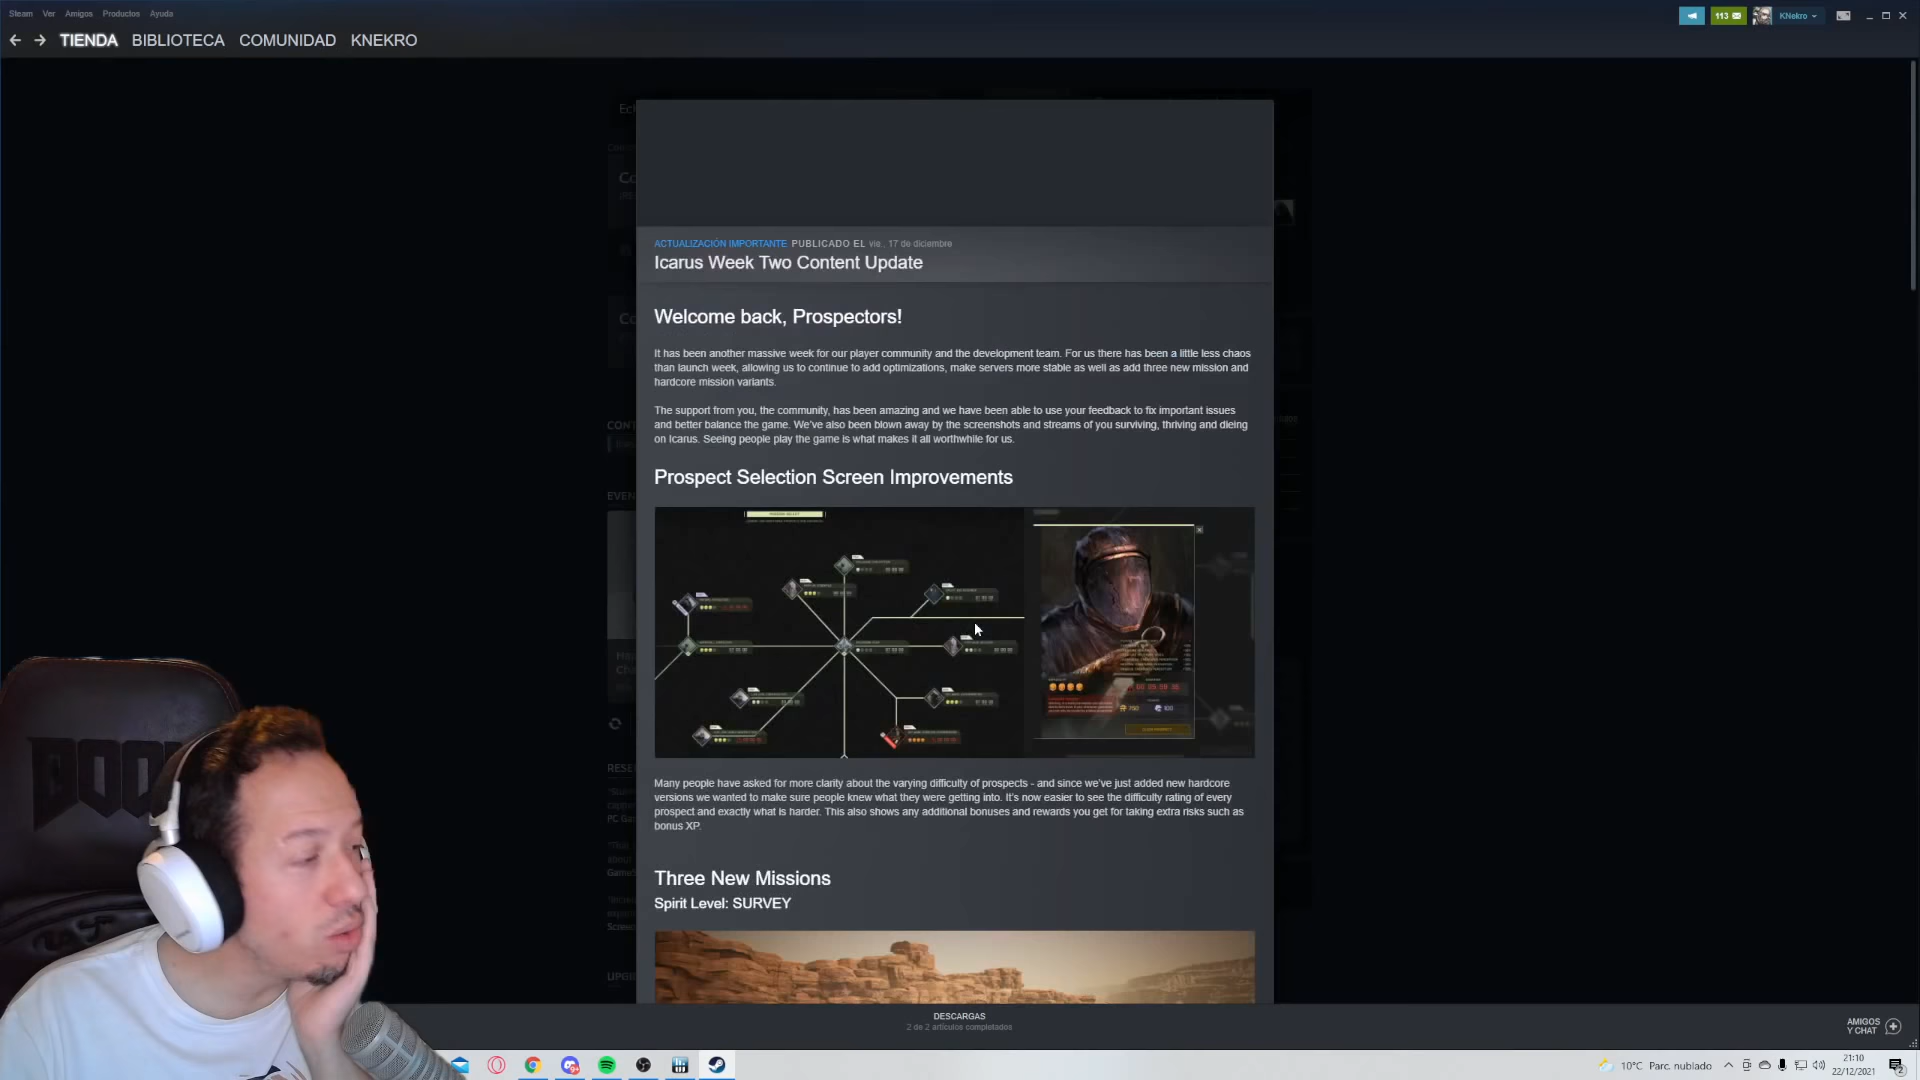 Steam Ver Amigos Productos Ayuda
113
KNekro
TIENDA BIBLIOTECA COMUNIDAD KNEKRO
ACTUALIZACIÓN IMPORTANTE PUBLICADO EL vie., 17 de diciembre
Icarus Week Two Content Update
Welcome back, Prospectors!
It has been another massive week for our player community and the development team. For us there has been a little less chaos
than launch week, allowing us to continue to add optimizations, make servers more stable as well as add three new mission and
hardcore mission variants.
The support from you, the community, has been amazing and we have been able to use your feedback to fix important issues
and better balance the game. We've also been blown away by the screenshots and streams of you surviving, thriving and dieing
on Icarus. Seeing people play the game is what makes it all worthwhile for us.
Prospect Selection Screen Improvements
Many people have asked for more clarity about the varying difficulty of prospects - and since we've just added new hardcore
versions we wanted to make sure people knew what they were getting into. It's now easier to see the difficulty rating of every
prospect and exactly what is harder. This also shows any additional bonuses and rewards you get for taking extra risks such as
bonus XP.
Three New Missions
Spirit Level: SURVEY
DESCARGAS
2 de 2 artículos completados
AMIGOS
Y CHAT
10°C Parc. nublado
21:10
22/12/2021